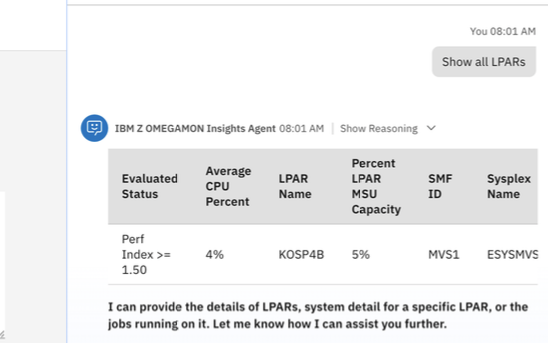 You 08:01 AM
Show all LPARs
IBM Z OMEGAMON Insights Agent 08:01 AM | Show Reasoning
Evaluated Status Average CPU Percent LPAR Name Percent LPAR MSU Capacity SMF ID Sysplex Name
Perf Index >= 1.50 4% KOSP4B 5% MVS1 ESYSMVS
I can provide the details of LPARs, system detail for a specific LPAR, or the
jobs running on it. Let me know how I can assist you further.